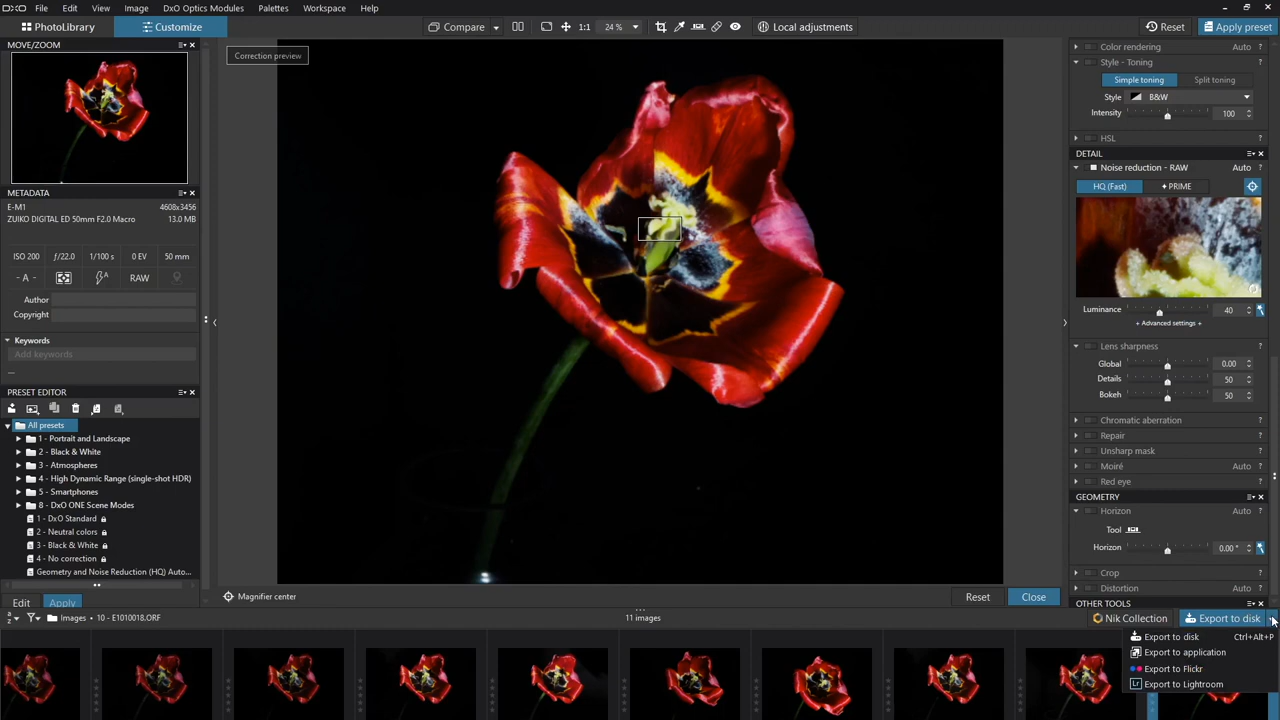 DXO File Edit View Image DxO Optics Modules Palettes Workspace Help
PhotoLibrary Customize Compare 1:1 24 % Local adjustments Reset Apply preset
MOVE/ZOOM
METADATA
E-M1 4608x3456
ZUIKO DIGITAL ED 50mm F2.0 Macro 13.0 MB
ISO 200 ƒ/22.0 1/100 s 0 EV 50 mm
- A - RAW
Author
Copyright
Keywords
Add keywords
—
PRESET EDITOR
All presets
1 - Portrait and Landscape
2 - Black & White
3 - Atmospheres
4 - High Dynamic Range (single-shot HDR)
5 - Smartphones
8 - DxO ONE Scene Modes
1 - DxO Standard
2 - Neutral colors
3 - Black & White
4 - No correction
Geometry and Noise Reduction (HQ) Auto...
Edit Apply
Correction preview
Magnifier center Reset Close
Color rendering Auto ?
Style - Toning ?
Simple toning Split toning
Style B&W
Intensity 100
HSL ?
DETAIL
Noise reduction - RAW Auto ?
HQ (Fast) PRIME
Luminance 40
+ Advanced settings +
Lens sharpness ?
Global 0.00
Details 50
Bokeh 50
Chromatic aberration ?
Repair ?
Unsharp mask ?
Moiré Auto ?
Red eye ?
GEOMETRY
Horizon Auto ?
Tool
Horizon 0.00 °
Crop ?
Distortion Auto ?
OTHER TOOLS
a z Images • 10 - E1010018.ORF 11 images Nik Collection Export to disk
Export to disk Ctrl+Alt+P
Export to application
Export to Flickr
Lr Export to Lightroom